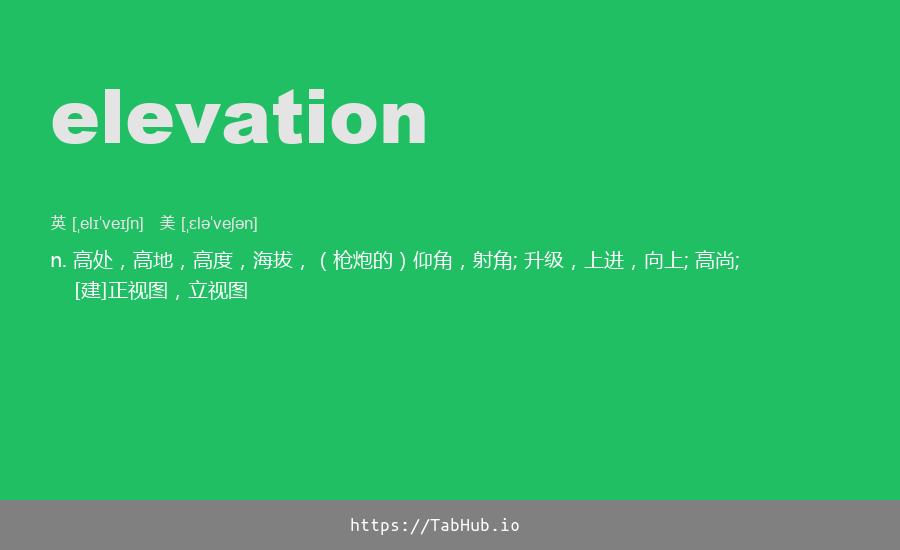 elevation
英 [ˌelɪˈveɪʃn] 美 [ˌɛləˈveʃən]
n. 高处，高地，高度，海拔，（枪炮的）仰角，射角; 升级，上进，向上; 高尚;
[建]正视图，立视图
https://TabHub.io